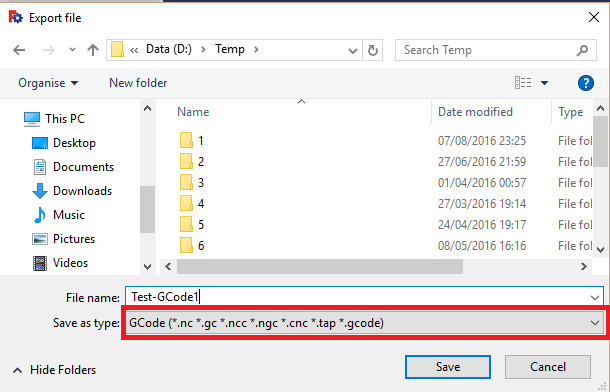 Export file
Data (D:) Temp Search Temp
Organise New folder ?
This PC Name Date modified Type
Desktop 1 07/08/2016 23:25 File fol
Documents 2 27/06/2016 21:59 File fol
Downloads 3 01/04/2016 00:57 File fol
Music 4 27/03/2016 19:14 File fol
Pictures 5 24/04/2016 19:17 File fol
Videos 6 08/05/2016 16:16 File fol
File name: Test-GCode1
Save as type: GCode (*.nc *.gc *.ncc *.ngc *.cnc *.tap *.gcode)
Hide Folders Save Cancel